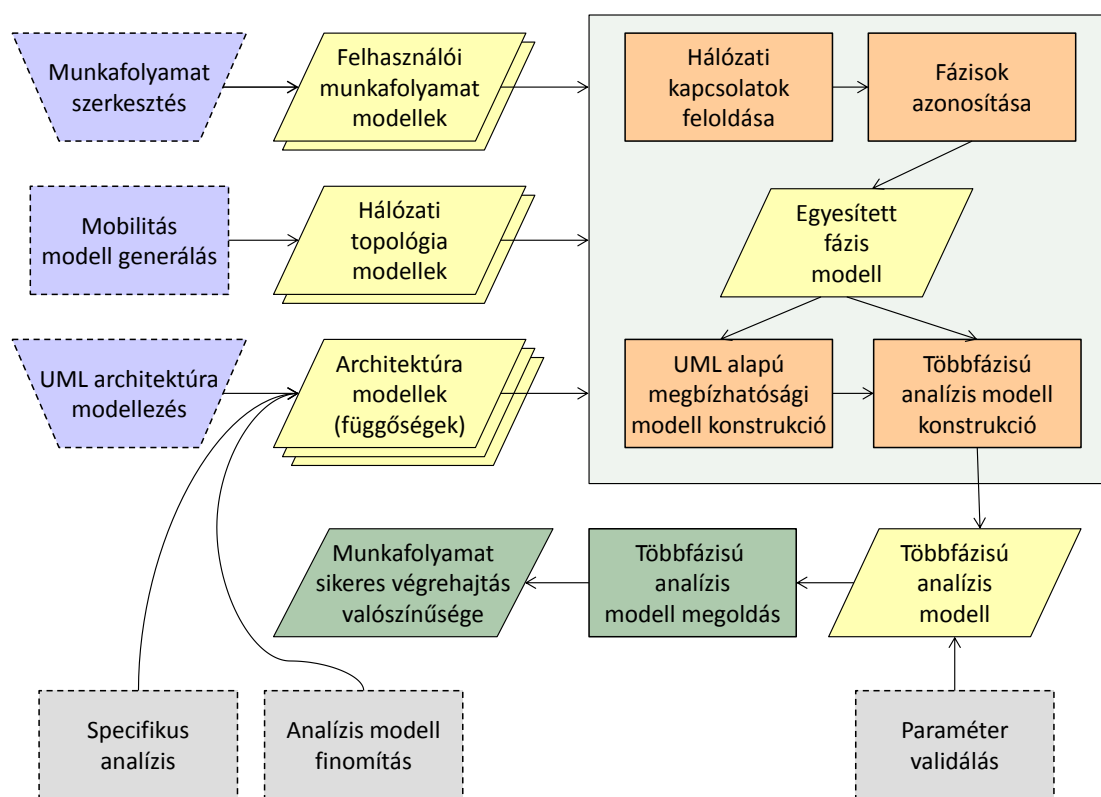 Munkafolyamat
szerkesztés
Felhasználói
munkafolyamat
modellek
Hálózati
kapcsolatok
feloldása
Fázisok
azonosítása
Mobilitás
modell generálás
Hálózati
topológia
modellek
Egyesített
fázis
modell
UML architektúra
modellezés
Architektúra
modellek
(függőségek)
UML alapú
megbízhatósági
modell konstrukció
Többfázisú
analízis modell
konstrukció
Munkafolyamat
sikeres végrehajtás
valószínűsége
Többfázisú
analízis
modell megoldás
Többfázisú
analízis
modell
Specifikus
analízis
Analízis modell
finomítás
Paraméter
validálás